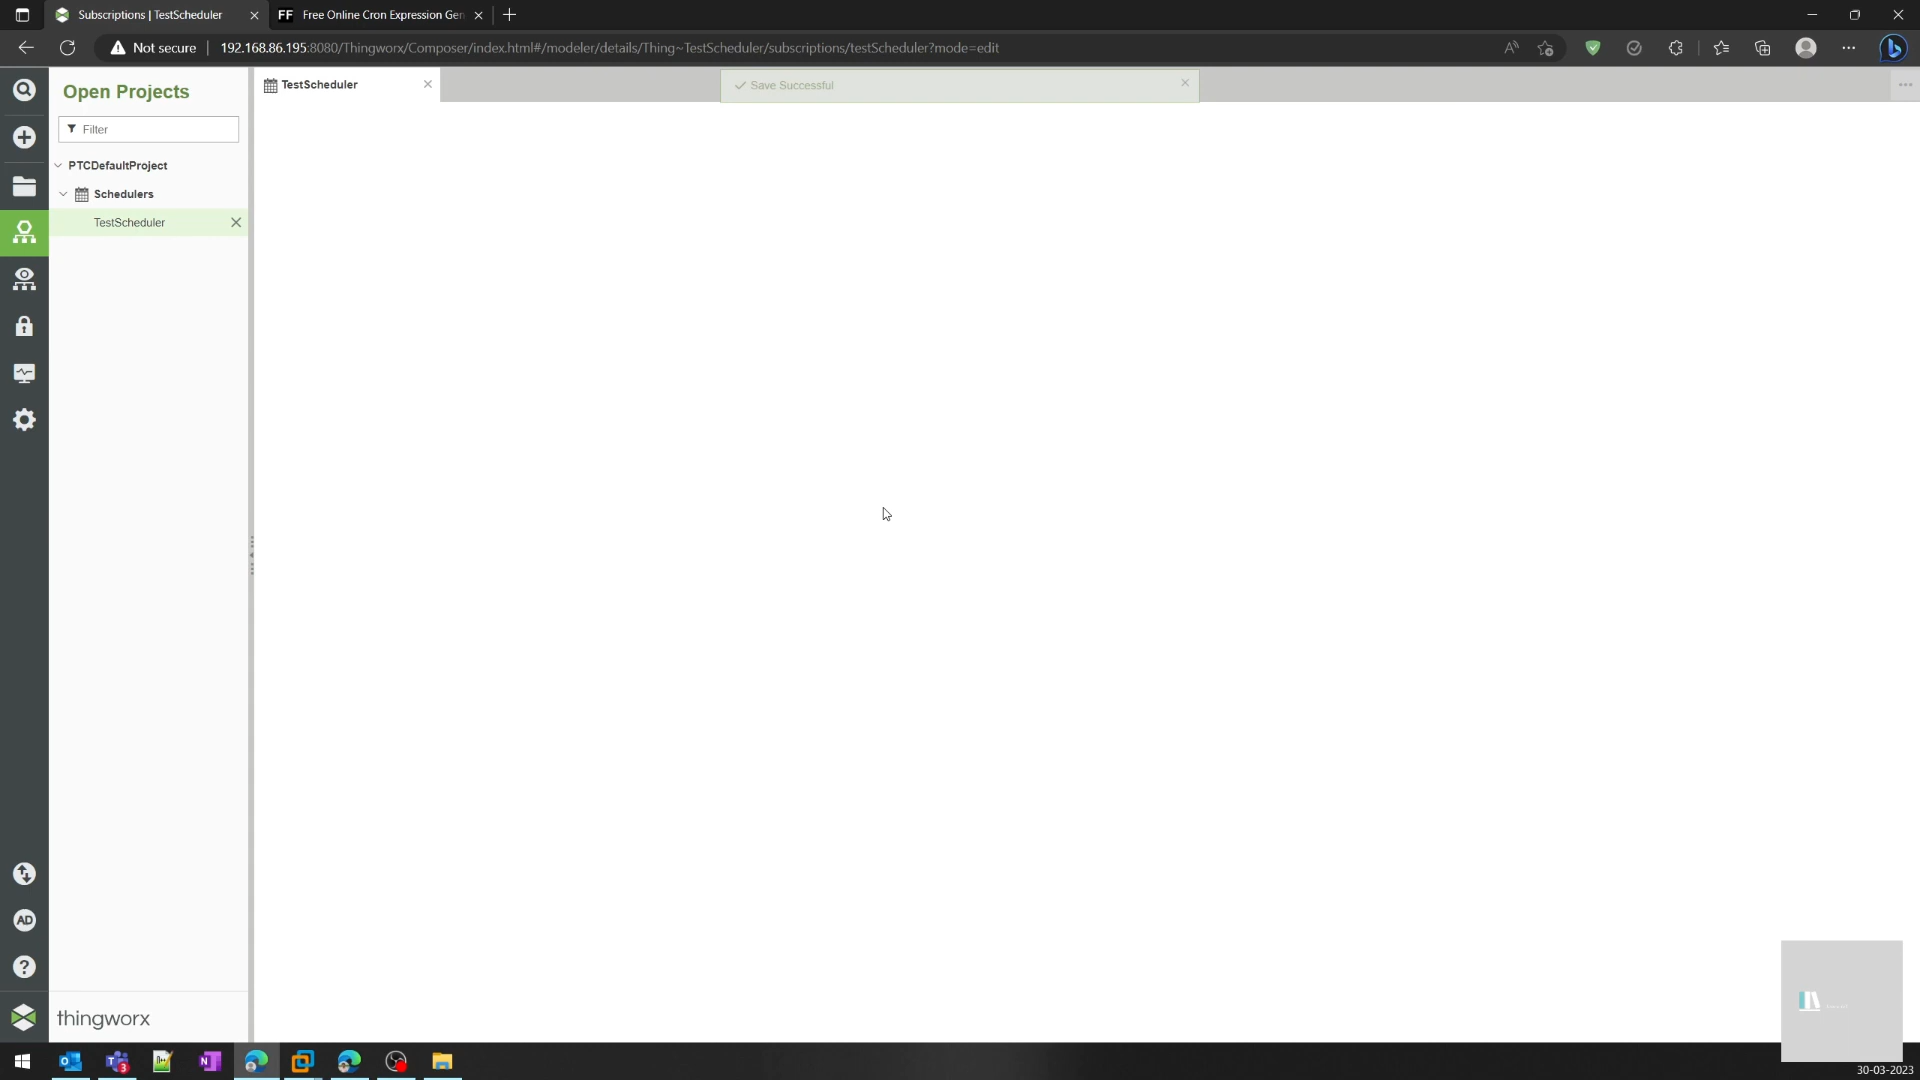 Subscriptions | TestScheduler
FF Free Online Cron Expression Gen
Not secure 192.168.86.195:8080/Thingworx/Composer/index.html#/modeler/details/Thing~TestScheduler/subscriptions/testScheduler?mode=edit
Open Projects
TestScheduler
Save Successful
Filter
PTCDefaultProject
Schedulers
TestScheduler
AD
?
thingworx
30-03-2023